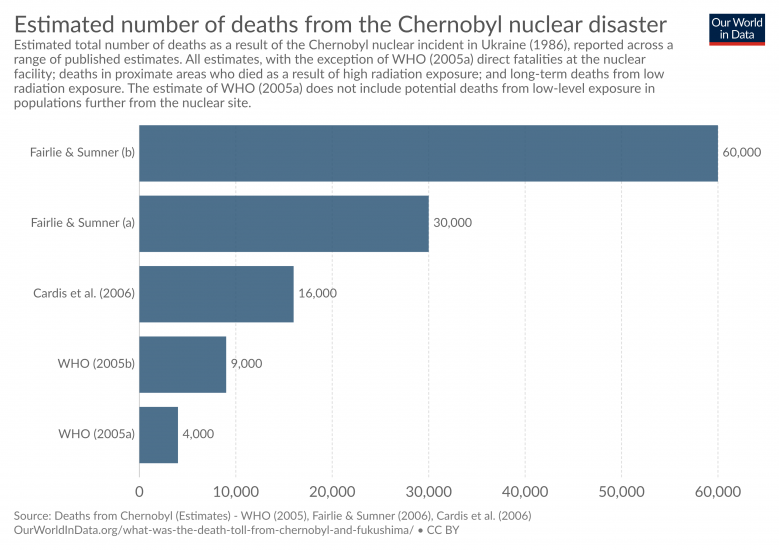 Estimated number of deaths from the Chernobyl nuclear disaster
Our World
in Data
Estimated total number of deaths as a result of the Chernobyl nuclear incident in Ukraine (1986), reported across a
range of published estimates. All estimates, with the exception of WHO (2005a) direct fatalities at the nuclear
facility; deaths in proximate areas who died as a result of high radiation exposure; and long-term deaths from low
radiation exposure. The estimate of WHO (2005a) does not include potential deaths from low-level exposure in
populations further from the nuclear site.
Fairlie & Sumner (b) 60,000
Fairlie & Sumner (a) 30,000
Cardis et al. (2006) 16,000
WHO (2005b) 9,000
WHO (2005a) 4,000
0 10,000 20,000 30,000 40,000 50,000 60,000
Source: Deaths from Chernobyl (Estimates) - WHO (2005), Fairlie & Sumner (2006), Cardis et al. (2006)
OurWorldInData.org/what-was-the-death-toll-from-chernobyl-and-fukushima/ • CC BY